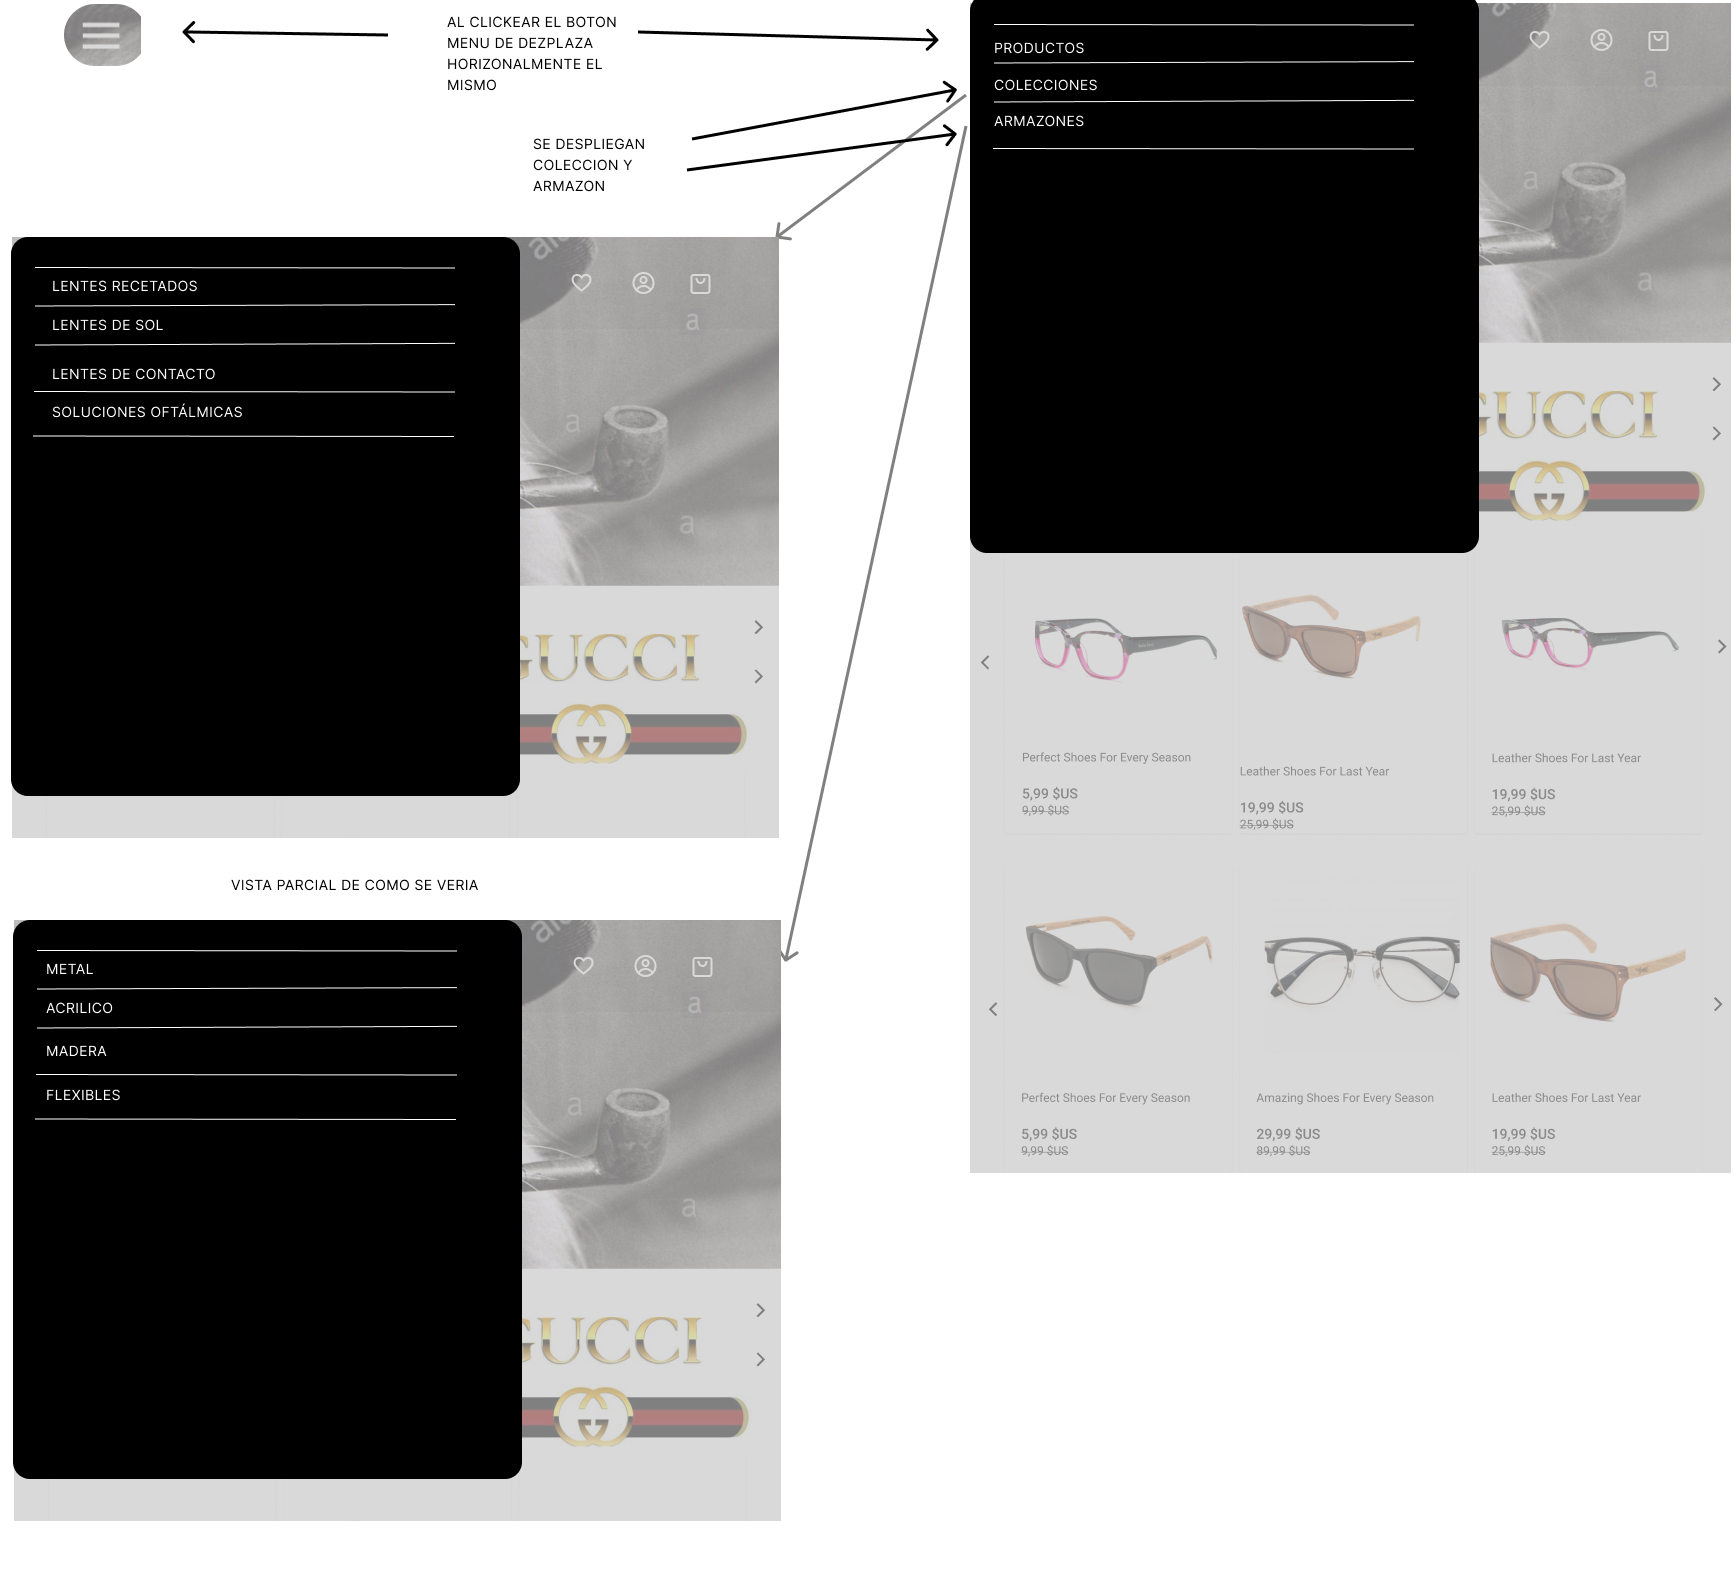 AL CLICKEAR EL BOTON
MENU DE DEZPLAZA
HORIZONALMENTE EL
MISMO
SE DESPLIEGAN
COLECCION Y
ARMAZON
PRODUCTOS
COLECCIONES
ARMAZONES
a
a
a
GUCCI
Perfect Shoes For Every Season
5,99 $US
9,99 $US
Leather Shoes For Last Year
19,99 $US
25,99 $US
Leather Shoes For Last Year
19,99 $US
25,99 $US
Perfect Shoes For Every Season
5,99 $US
9,99 $US
Amazing Shoes For Every Season
29,99 $US
89,99 $US
Leather Shoes For Last Year
19,99 $US
25,99 $US
LENTES RECETADOS
LENTES DE SOL
LENTES DE CONTACTO
SOLUCIONES OFTÁLMICAS
a
a
a
GUCCI
VISTA PARCIAL DE COMO SE VERIA
METAL
ACRILICO
MADERA
FLEXIBLES
a
a
a
GUCCI